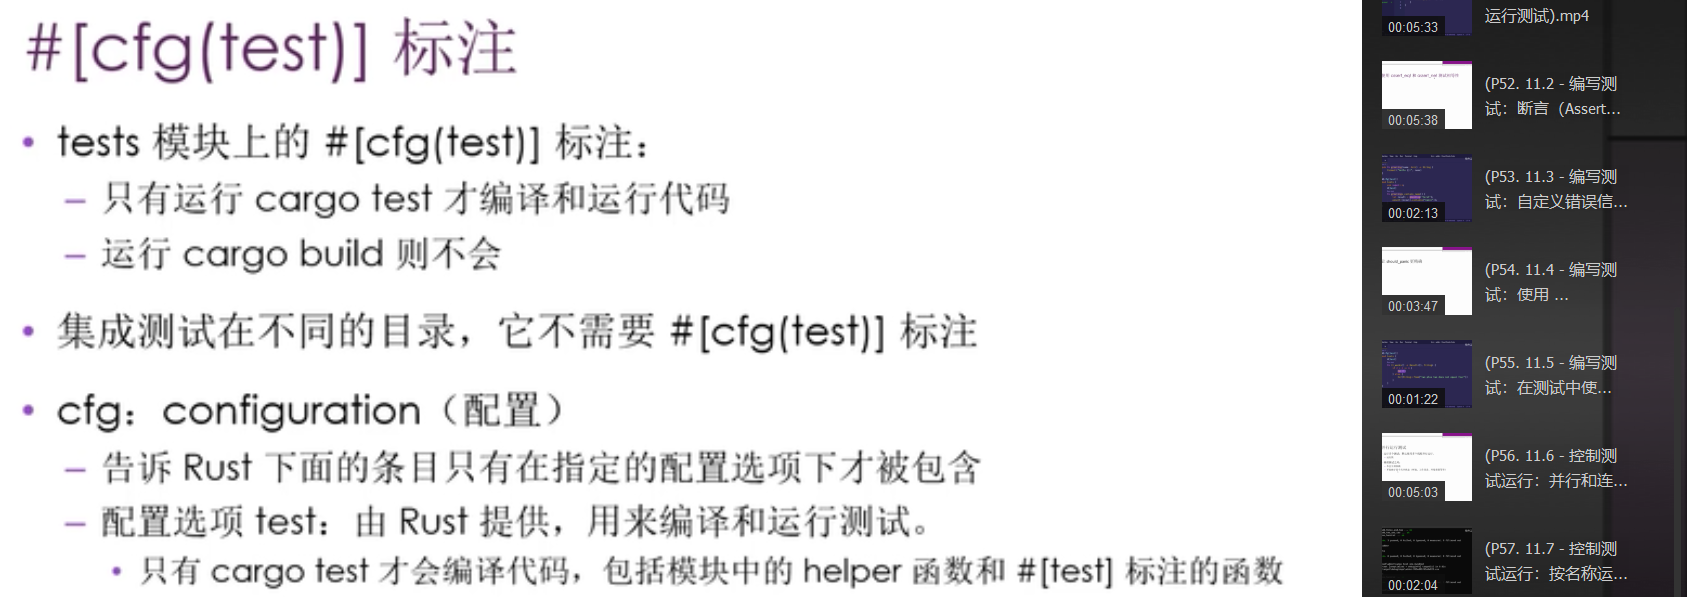 #[cfg(test)] 标注
• tests 模块上的 #[cfg(test)] 标注：
– 只有运行 cargo test 才编译和运行代码
– 运行 cargo build 则不会
• 集成测试在不同的目录，它不需要 #[cfg(test)] 标注
• cfg：configuration（配置）
– 告诉 Rust 下面的条目只有在指定的配置选项下才被包含
– 配置选项 test：由 Rust 提供，用来编译和运行测试。
• 只有 cargo test 才会编译代码，包括模块中的 helper 函数和 #[test] 标注的函数
运行测试).mp4
00:05:33
(P52. 11.2 - 编写测
试：断言（Assert...
00:05:38
(P53. 11.3 - 编写测
试：自定义错误信...
00:02:13
(P54. 11.4 - 编写测
试：使用 ...
00:03:47
(P55. 11.5 - 编写测
试：在测试中使...
00:01:22
(P56. 11.6 - 控制测
试运行：并行和连...
00:05:03
(P57. 11.7 - 控制测
试运行：按名称运...
00:02:04